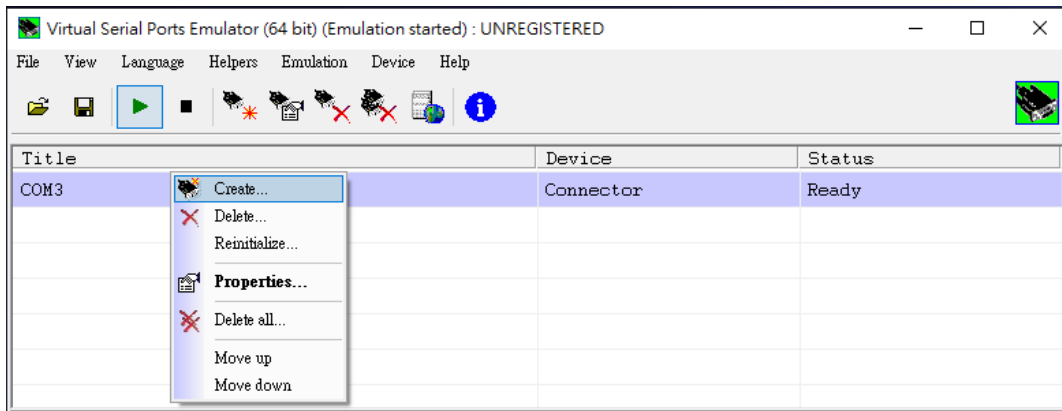 Virtual Serial Ports Emulator (64 bit) (Emulation started) : UNREGISTERED
File View Language Helpers Emulation Device Help
Title Device Status
COM3 Connector Ready
Create...
Delete...
Reinitialize...
Properties...
Delete all...
Move up
Move down